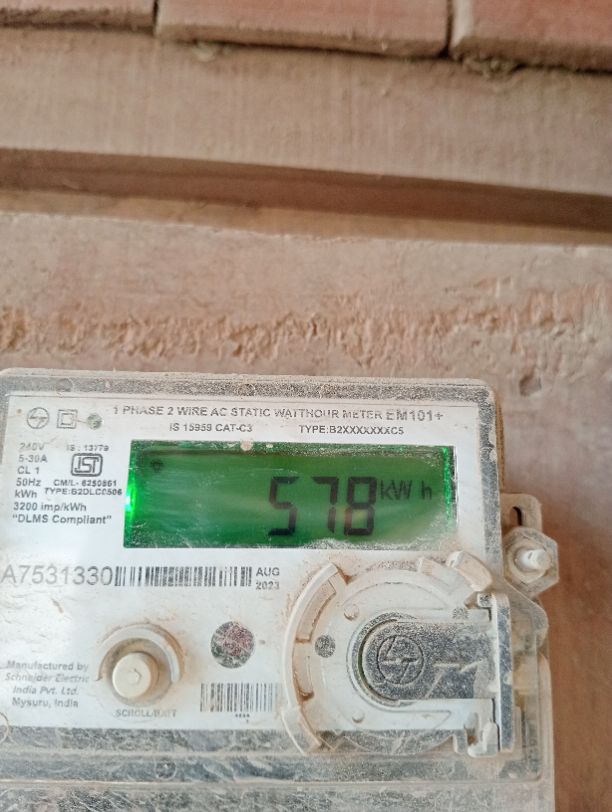 1 PHASE 2 WIRE AC STATIC WATTHOUR METER EM101+
IS 15959 CAT-C3 TYPE:B2XXXXXXXC5
240V IS : 13779
5-30A
CL 1
50Hz CM/L- 6250861
kWh TYPE:B2DLC0506
3200 imp/kWh
"DLMS Compliant"
578 kWh
A7531330
AUG
2023
Manufactured by
Schneider Electric
India Pvt. Ltd.
Mysuru, India
SCROLL/BATT